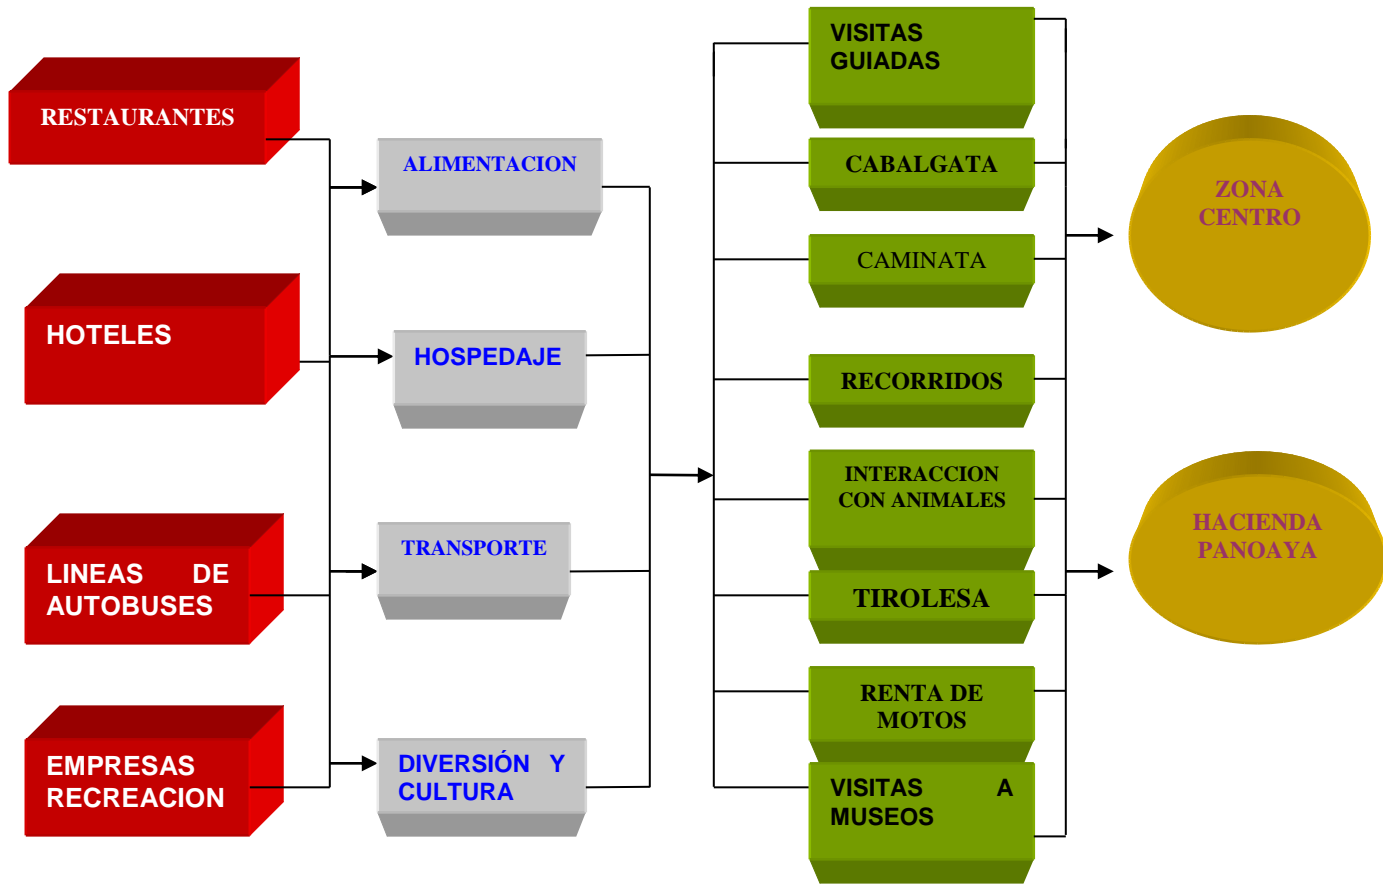 RESTAURANTES
HOTELES
LINEAS DE
AUTOBUSES
EMPRESAS
RECREACION
ALIMENTACION
HOSPEDAJE
TRANSPORTE
DIVERSIÓN Y
CULTURA
VISITAS
GUIADAS
CABALGATA
CAMINATA
RECORRIDOS
INTERACCION
CON ANIMALES
TIROLESA
RENTA DE
MOTOS
VISITAS A
MUSEOS
ZONA
CENTRO
HACIENDA
PANOAYA